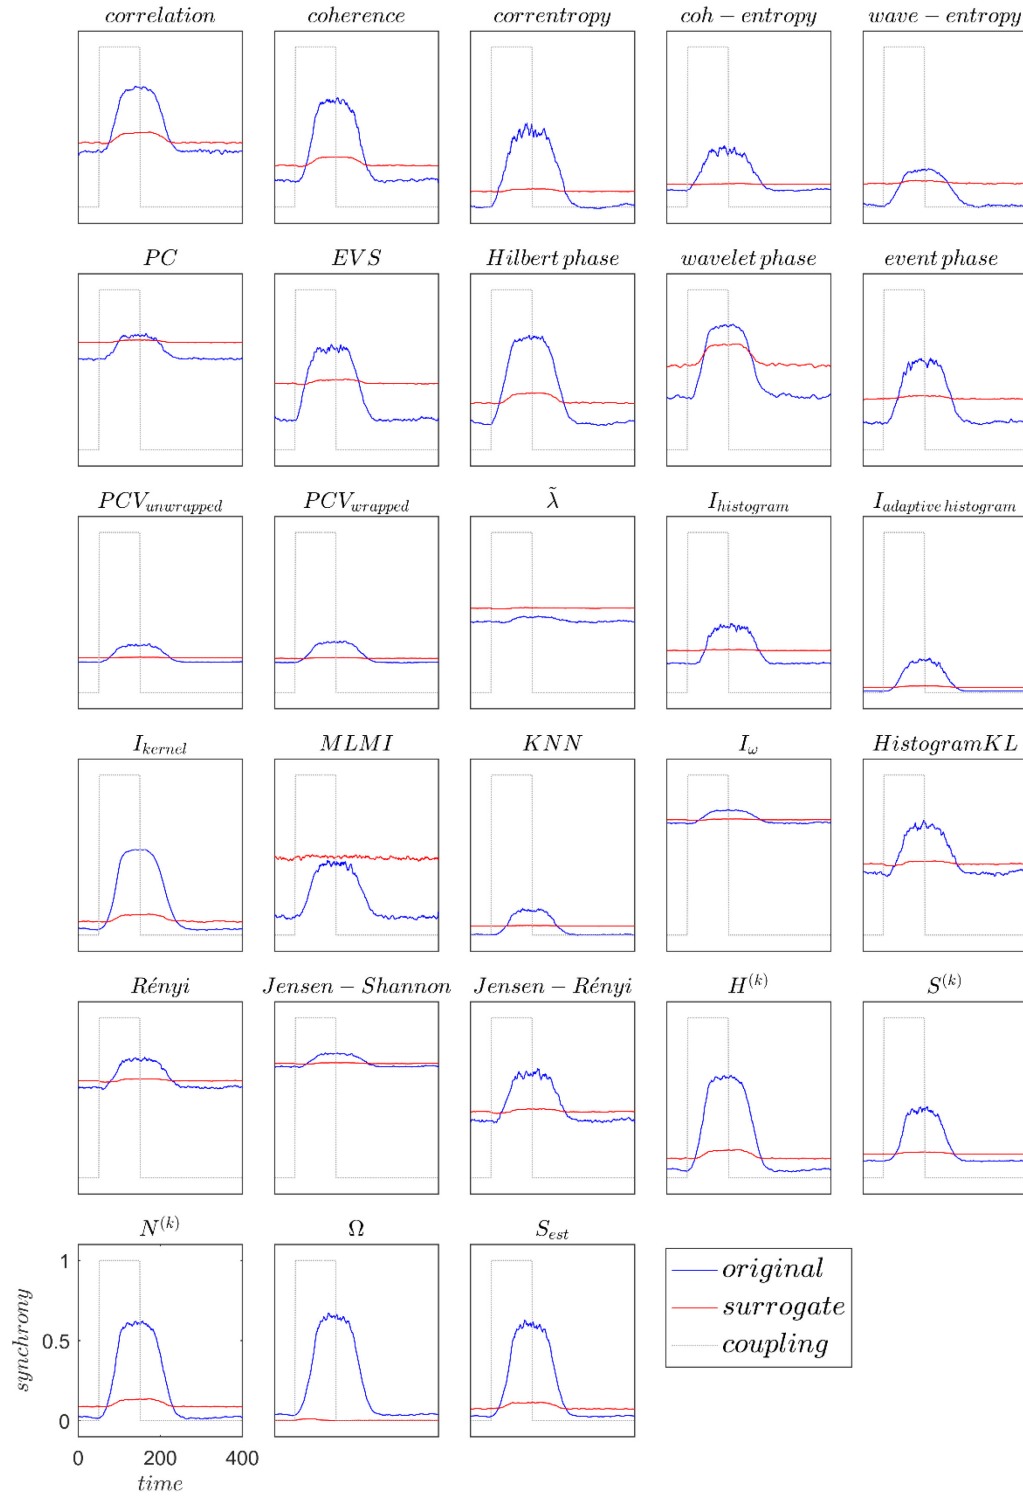 correlation coherence correntropy coh − entropy wave − entropy
PC EVS Hilbert phase wavelet phase event phase
PCV_unwrapped PCV_wrapped λ̃ I_histogram I_adaptive histogram
I_kernel MLMI KNN I_ω HistogramKL
Rényi Jensen − Shannon Jensen − Rényi H^(k) S^(k)
N^(k) Ω S_est
1
0.5
0
synchrony
0 200 400
time
original
surrogate
coupling